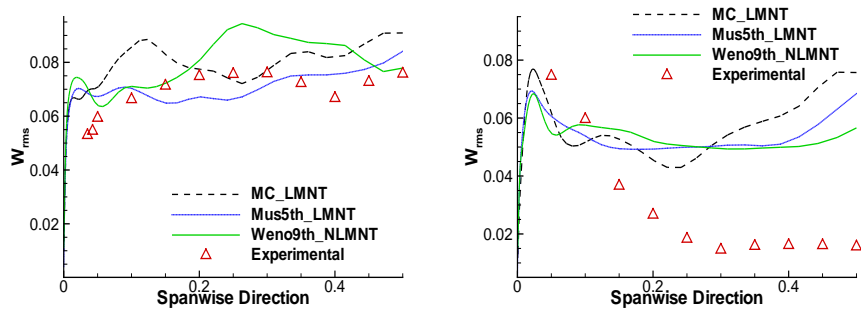 W_rms
0.08
0.06
0.04
0.02
0
0.2
0.4
Spanwise Direction
MC_LMNT
Mus5th_LMNT
Weno9th_NLMNT
Experimental
W_rms
0.08
0.06
0.04
0.02
0
0.2
0.4
Spanwise Direction
MC_LMNT
Mus5th_LMNT
Weno9th_NLMNT
Experimental